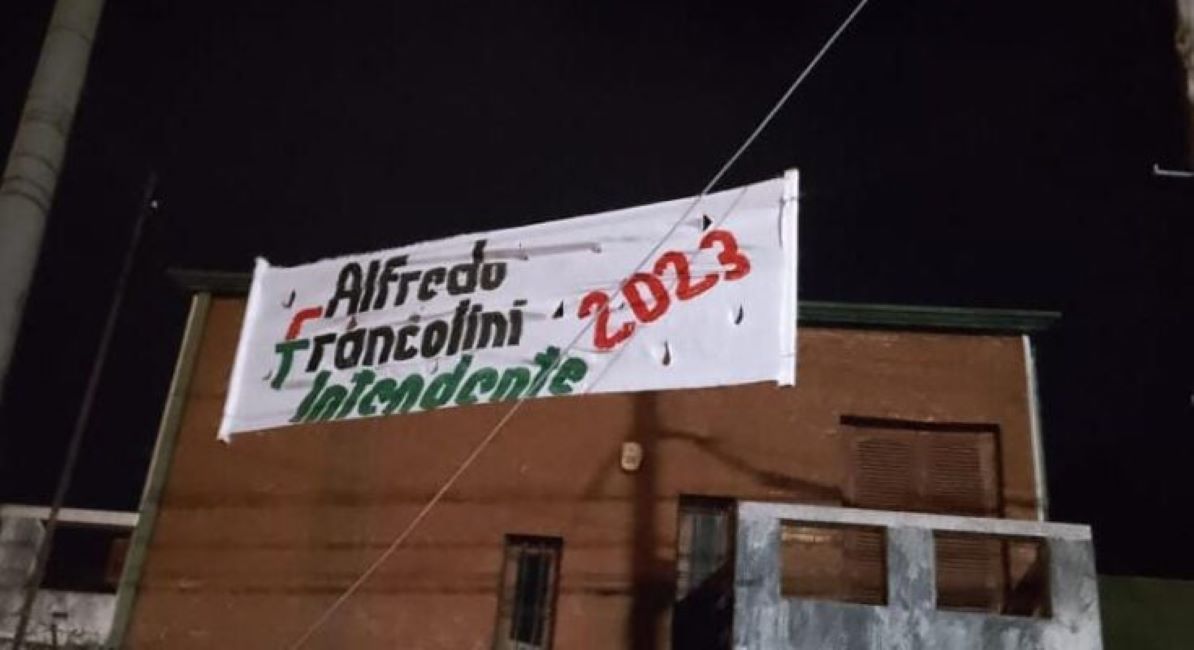 Alfredo
Francolini
Intendente
2023